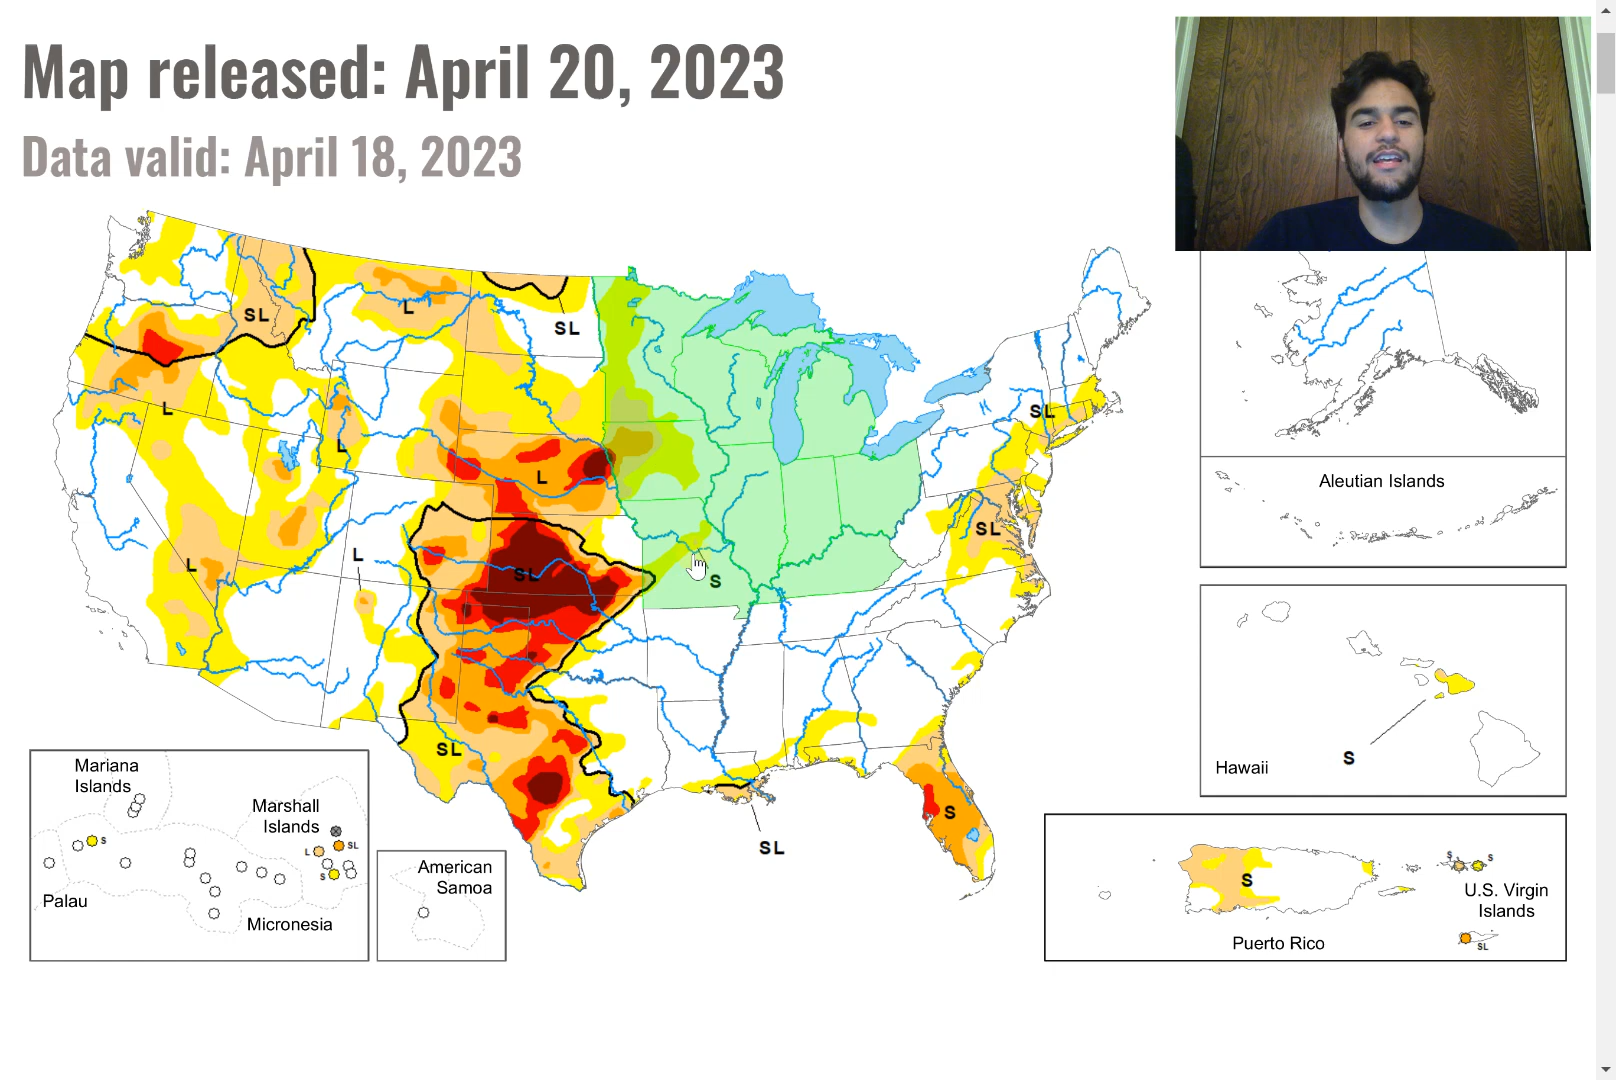 Map released: April 20, 2023
Data valid: April 18, 2023
SL
L
SL
L
SL
L
L
SL
L
L
SL
S
SL
S
SL
SL
Aleutian Islands
S
Hawaii
Mariana
Islands
Marshall
Islands
S
L
SL
S
Palau
Micronesia
American
Samoa
S
Puerto Rico
S
S
U.S. Virgin
Islands
SL